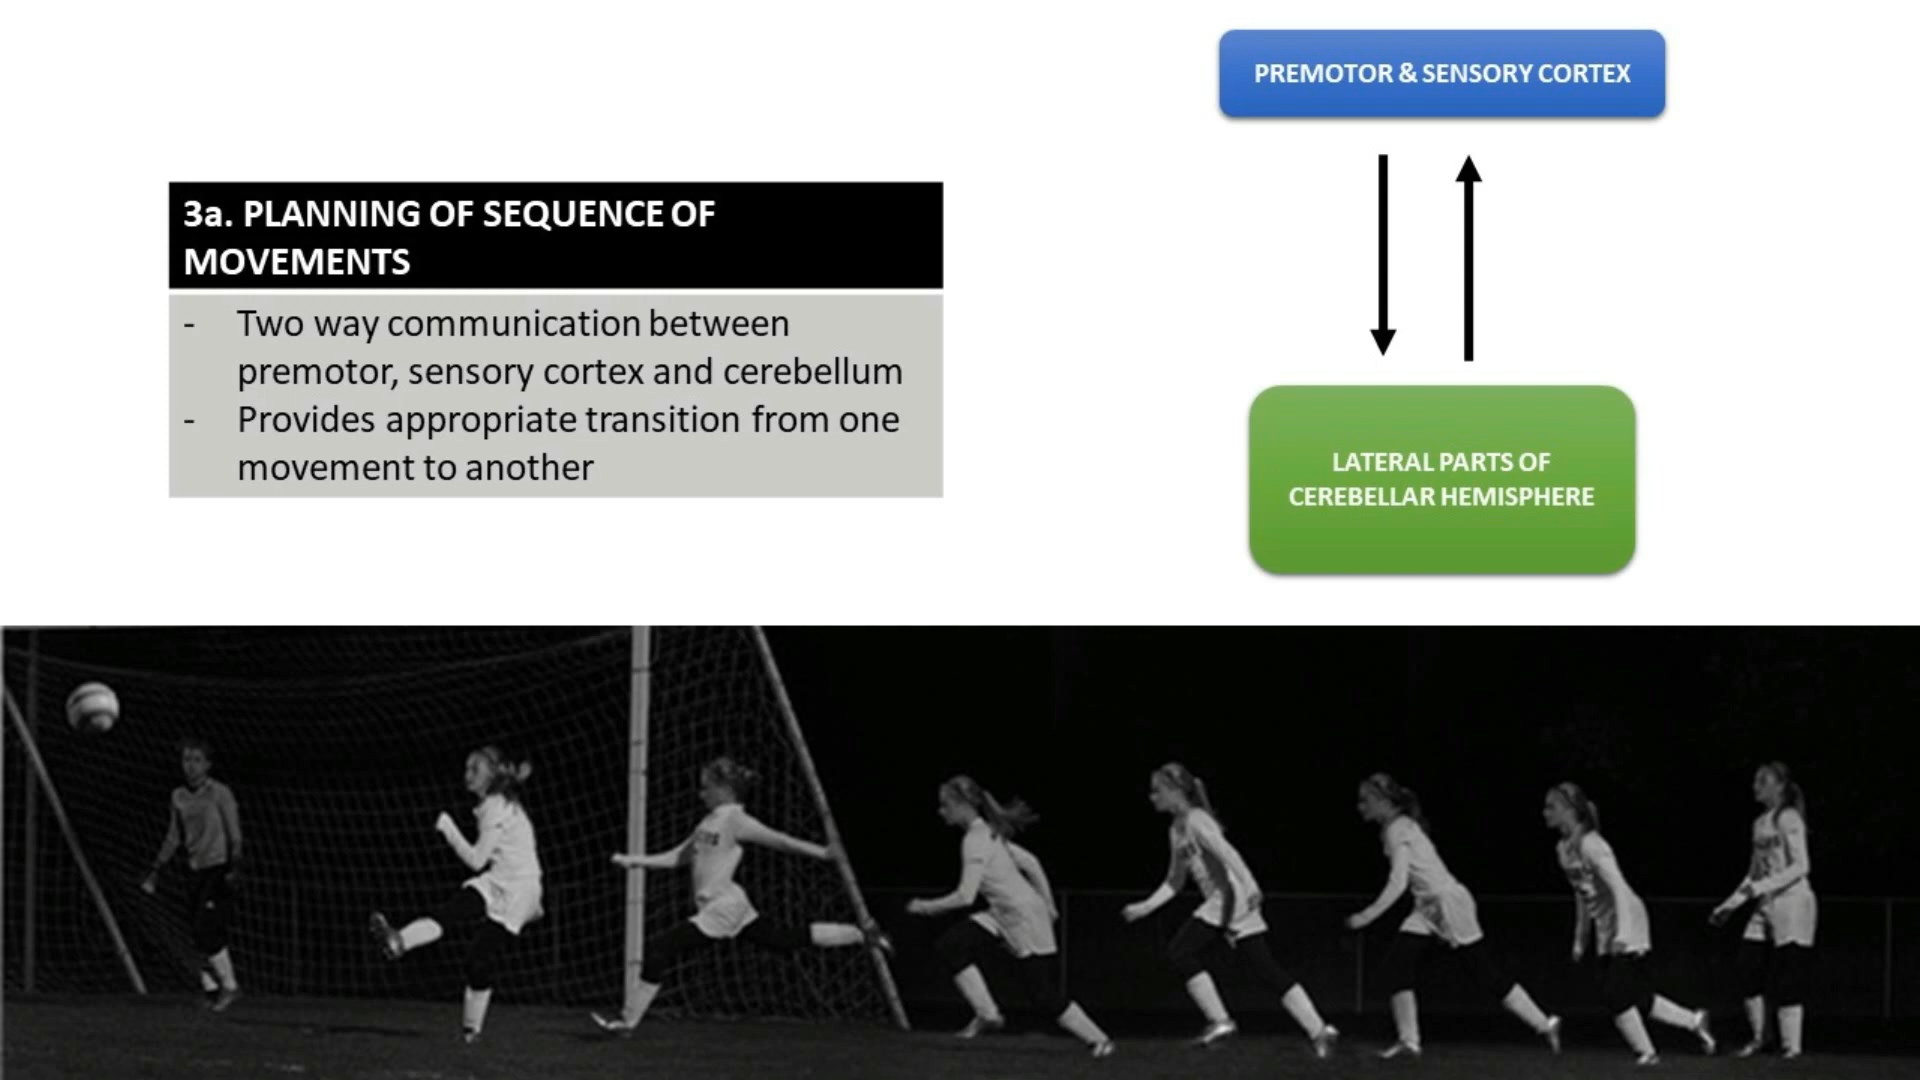 3a. PLANNING OF SEQUENCE OF
MOVEMENTS
- Two way communication between
premotor, sensory cortex and cerebellum
- Provides appropriate transition from one
movement to another
PREMOTOR & SENSORY CORTEX
LATERAL PARTS OF
CEREBELLAR HEMISPHERE